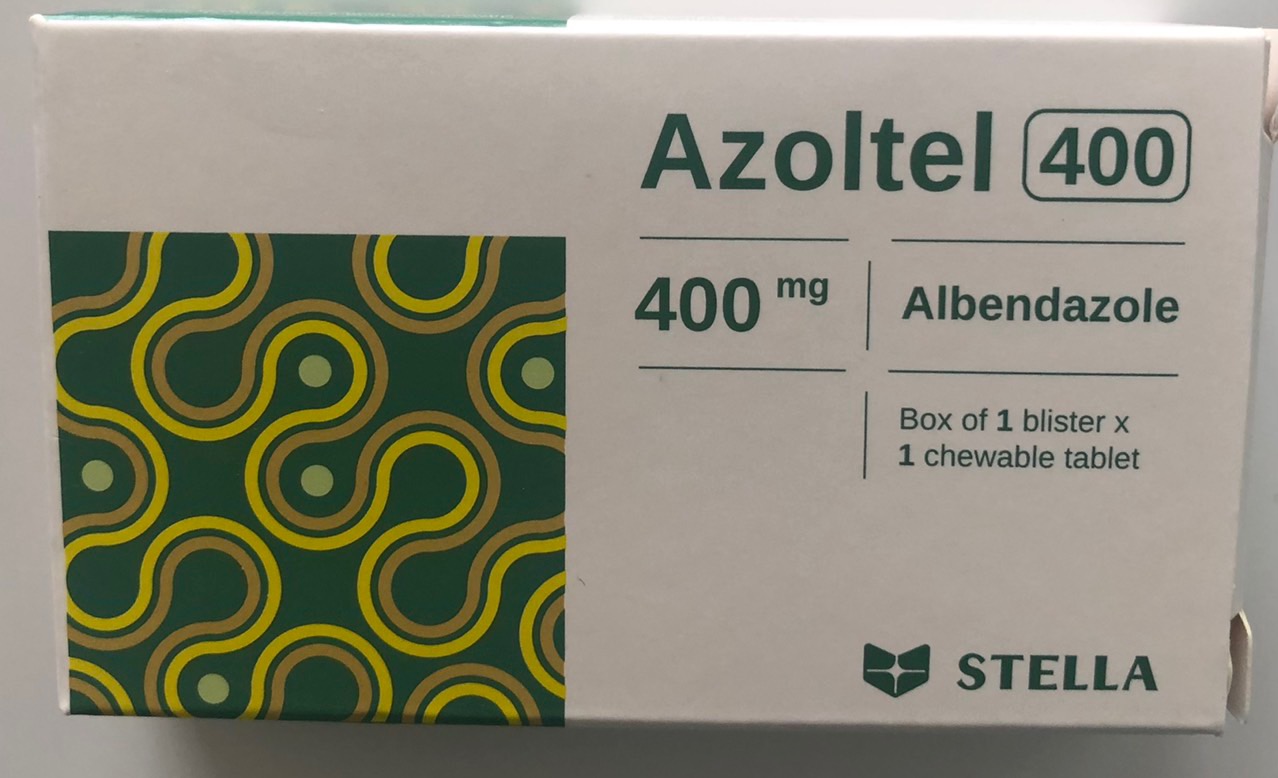 Azoltel 400
400 mg
Albendazole
Box of 1 blister x
1 chewable tablet
STELLA